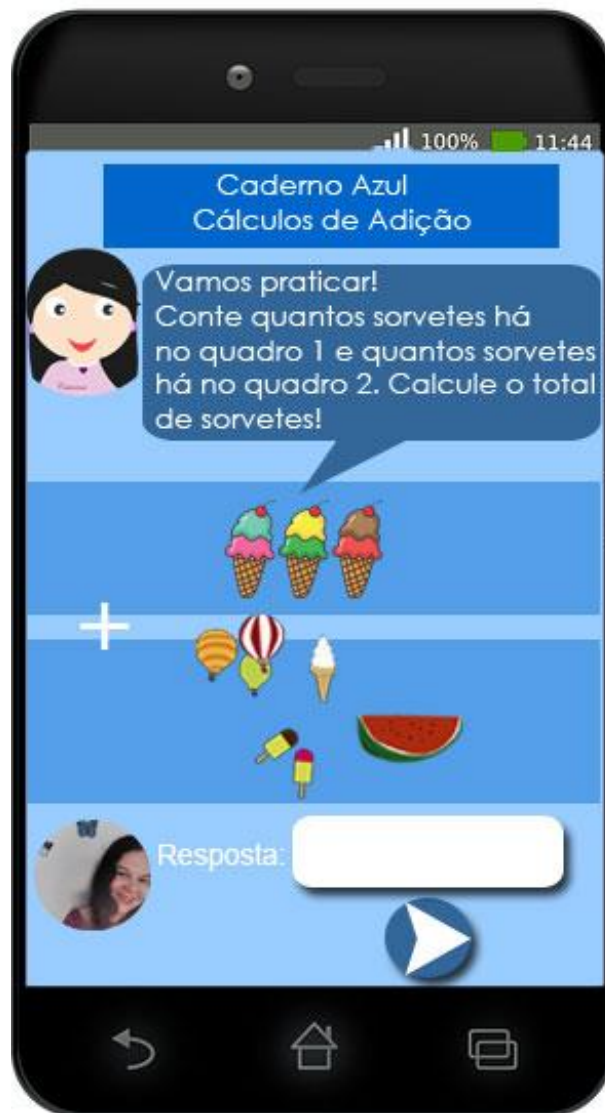 100% 11:44
Caderno Azul
Cálculos de Adição
Vamos praticar!
Conte quantos sorvetes há
no quadro 1 e quantos sorvetes
há no quadro 2. Calcule o total
de sorvetes!
+
Resposta: